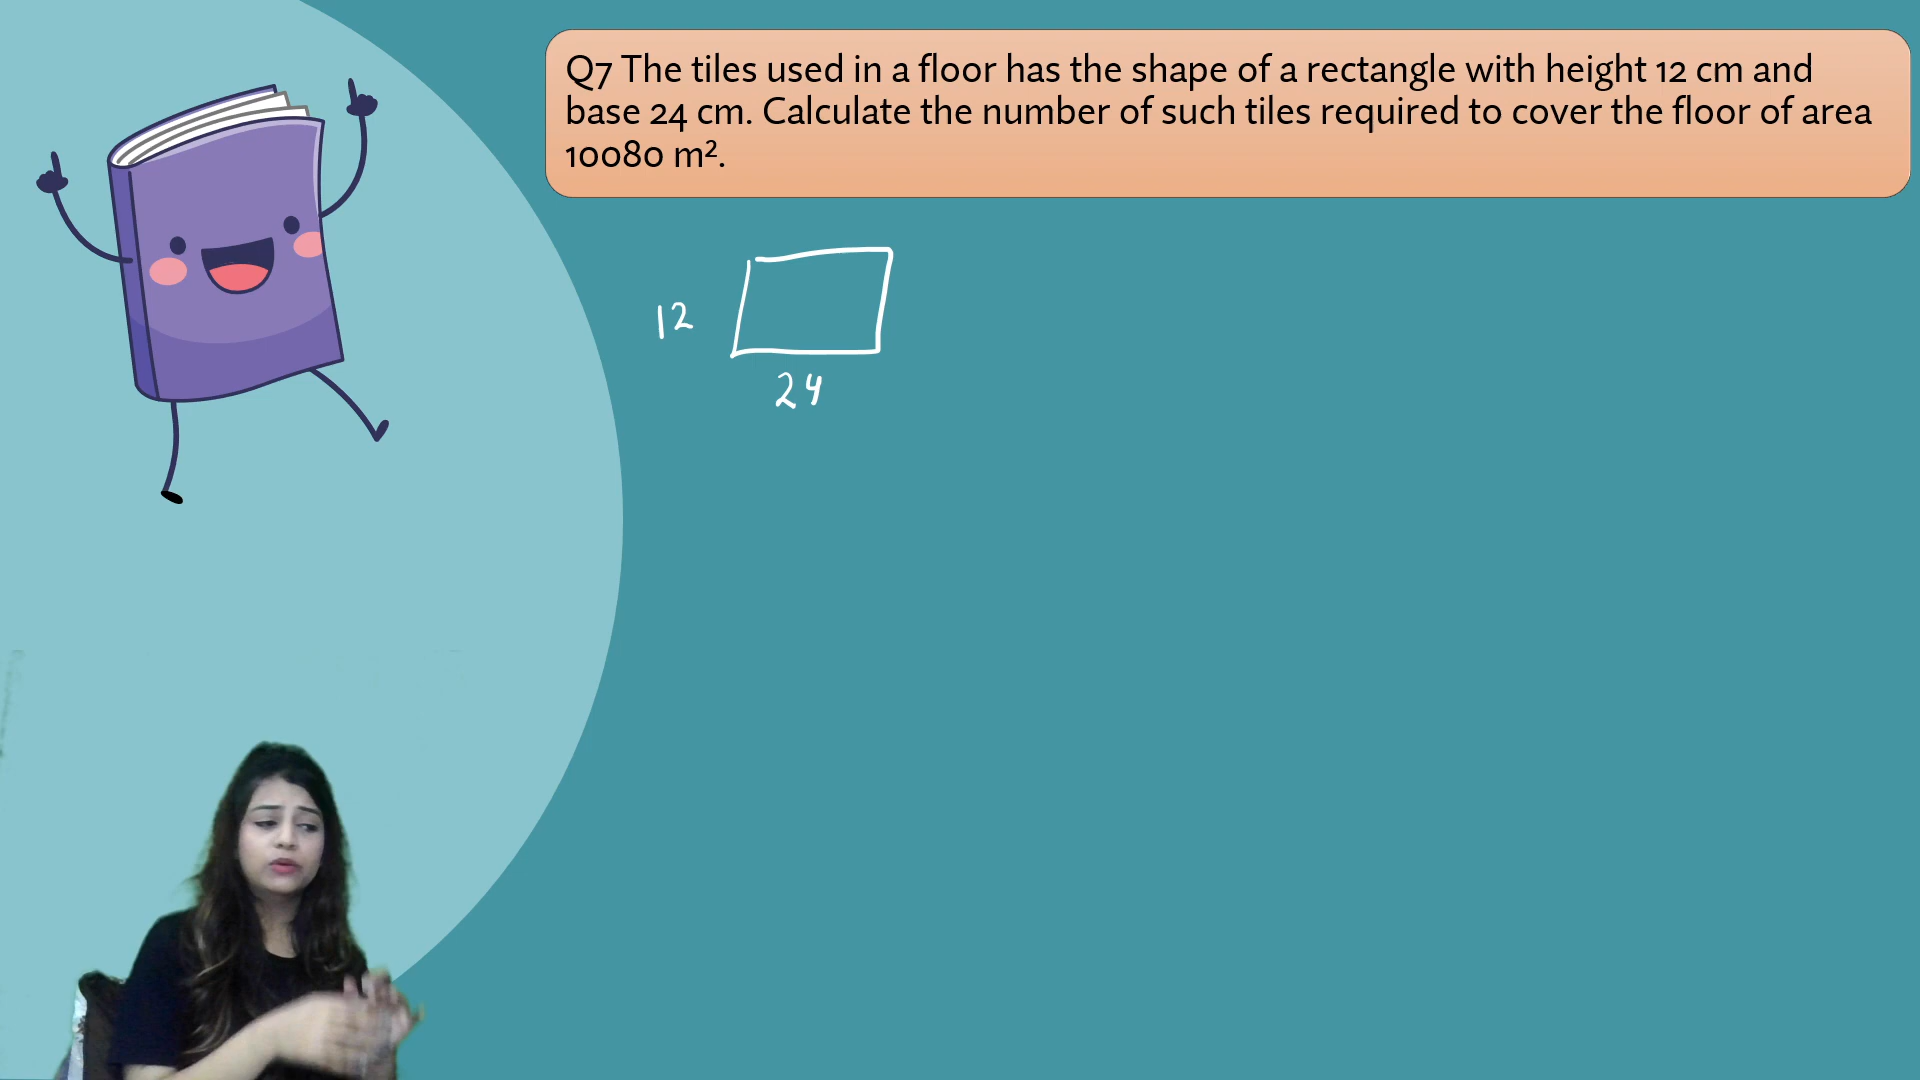 Q7 The tiles used in a floor has the shape of a rectangle with height 12 cm and
base 24 cm. Calculate the number of such tiles required to cover the floor of area
10080 m².
12
24